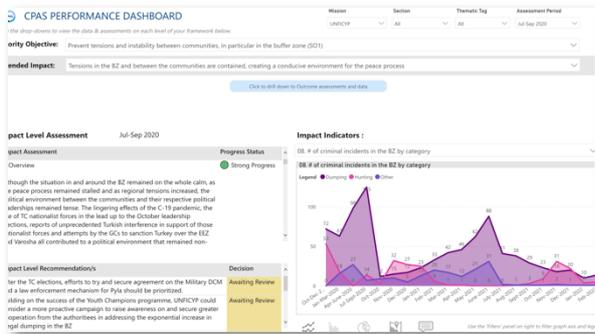 CPAS PERFORMANCE DASHBOARD
Mission
Section
Thematic Tag
Assessment Period
UNFICYP
All
All
Jul-Sep 2020
the drop-downs to view the data & assessments on each level of your framework below.
ority Objective:
Prevent tensions and instability between communities, in particular in the buffer zone (SO1)
ended Impact:
Tensions in the BZ and between the communities are contained, creating a conducive environment for the peace process
Click to drill down to Outcome assessments and data
pact Level Assessment
Jul-Sep 2020
pact Assessment
Progress Status
Overview
Strong Progress
though the situation in and around the BZ remained on the whole calm, as
e peace process remained stalled and as regional tensions increased, the
litical environment between the communities and their respective political
aderships remained tense. The lingering effects of the C-19 pandemic, the
e of TC nationalist forces in the lead up to the October leadership
ections, reports of unprecedented Turkish interference in support of those
tionalist forces and attempts by the GCs to sanction Turkey over the EEZ
d Varosha all contributed to a political environment that remained non-
pact Level Recommendation/s
Decision
ter the TC elections, efforts to try and secure agreement on the Military DCM
d a law enforcement mechanism for Pyla should be prioritized.
Awaiting Review
ilding on the success of the Youth Champions programme, UNFICYP could
nsider a more proactive campaign to raise awareness on and secure greater
operation from the authorities in addressing the exponential increase in
egal dumping in the BZ
Awaiting Review
Impact Indicators :
08. # of criminal incidents in the BZ by category
08. # of criminal incidents in the BZ by category
Legend
Dumping
Hunting
Other
100
50
0
Use the 'Filters' panel on right to filter graph axis and leg